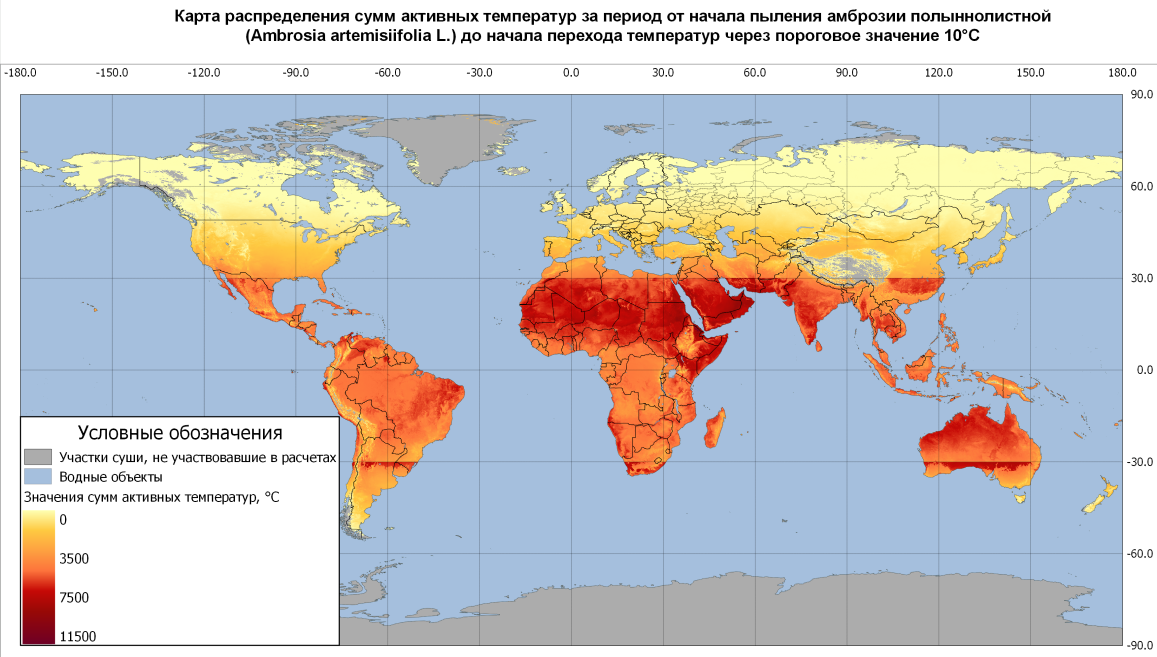 Карта распределения сумм активных температур за период от начала пыления амброзии полыннолистной
(Ambrosia artemisiifolia L.) до начала перехода температур через пороговое значение 10°С
-180.0 -150.0 -120.0 -90.0 -60.0 -30.0 0.0 30.0 60.0 90.0 120.0 150.0 180.0
90.0
60.0
30.0
0.0
-30.0
-60.0
-90.0
Условные обозначения
Участки суши, не участвовавшие в расчетах
Водные объекты
Значения сумм активных температур, °С
0
3500
7500
11500